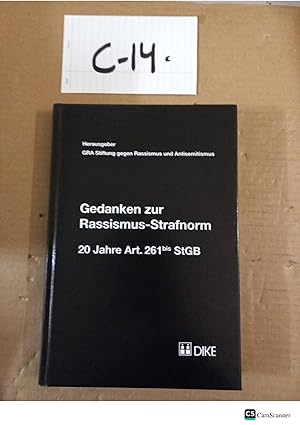 C-14.
Herausgeber
GRA Stiftung gegen Rassismus und Antisemitismus
Gedanken zur
Rassismus-Strafnorm
20 Jahre Art. 261bis StGB
DIKE
CS CamScanner